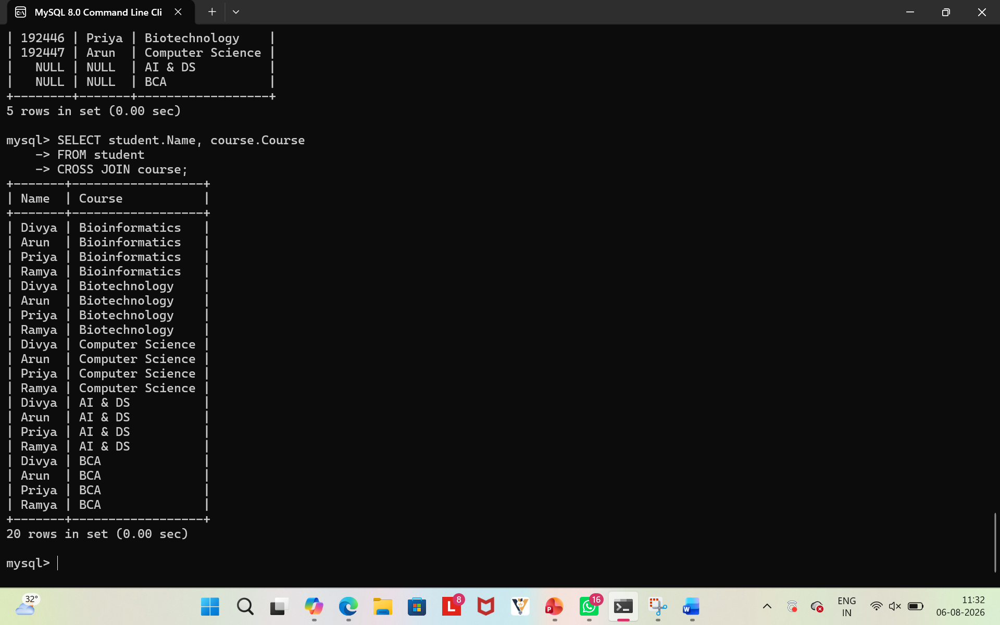 MySQL 8.0 Command Line Cli
| 192446 | Priya | Biotechnology    |
| 192447 | Arun  | Computer Science |
|   NULL | NULL  | AI & DS          |
|   NULL | NULL  | BCA              |
+--------+-------+------------------+
5 rows in set (0.00 sec)
mysql> SELECT student.Name, course.Course
    -> FROM student
    -> CROSS JOIN course;
+-------+------------------+
| Name  | Course           |
+-------+------------------+
| Divya | Bioinformatics   |
| Arun  | Bioinformatics   |
| Priya | Bioinformatics   |
| Ramya | Bioinformatics   |
| Divya | Biotechnology    |
| Arun  | Biotechnology    |
| Priya | Biotechnology    |
| Ramya | Biotechnology    |
| Divya | Computer Science |
| Arun  | Computer Science |
| Priya | Computer Science |
| Ramya | Computer Science |
| Divya | AI & DS          |
| Arun  | AI & DS          |
| Priya | AI & DS          |
| Ramya | AI & DS          |
| Divya | BCA              |
| Arun  | BCA              |
| Priya | BCA              |
| Ramya | BCA              |
+-------+------------------+
20 rows in set (0.00 sec)
mysql>
32°
L 8
P
16
W
ENG
IN
11:32
06-08-2026